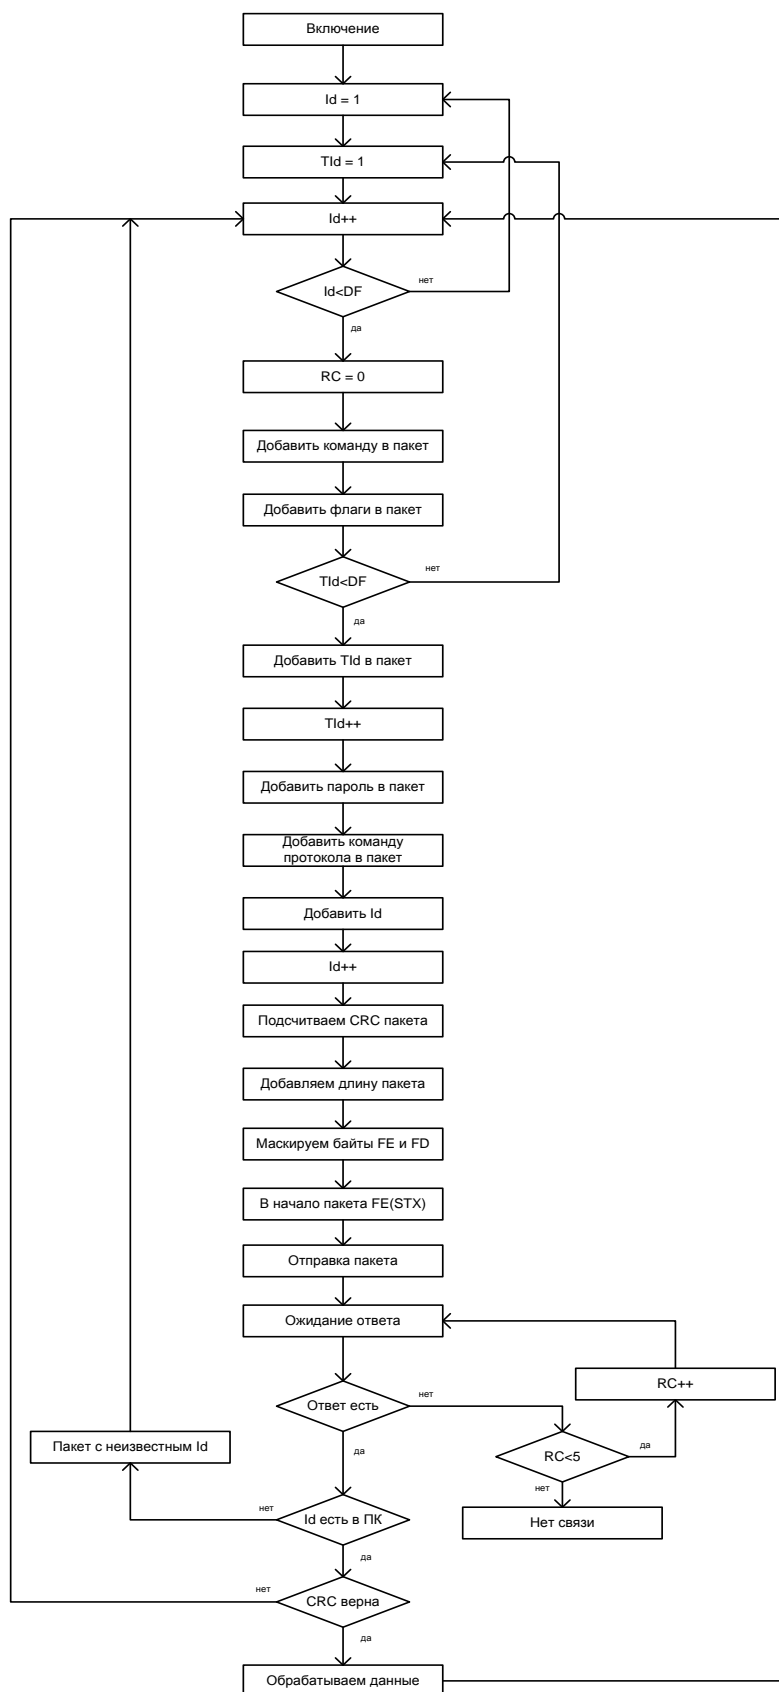 Включение
Id = 1
TId = 1
Id++
Id<DF
нет
да
RC = 0
Добавить команду в пакет
Добавить флаги в пакет
TId<DF
нет
да
Добавить TId в пакет
TId++
Добавить пароль в пакет
Добавить команду
протокола в пакет
Добавить Id
Id++
Подсчитваем CRC пакета
Добавляем длину пакета
Маскируем байты FE и FD
В начало пакета FE(STX)
Отправка пакета
Ожидание ответа
RC++
Ответ есть
нет
да
Пакет с неизвестным Id
RC<5
да
нет
Нет связи
Id есть в ПК
нет
да
CRC верна
нет
да
Обрабатываем данные